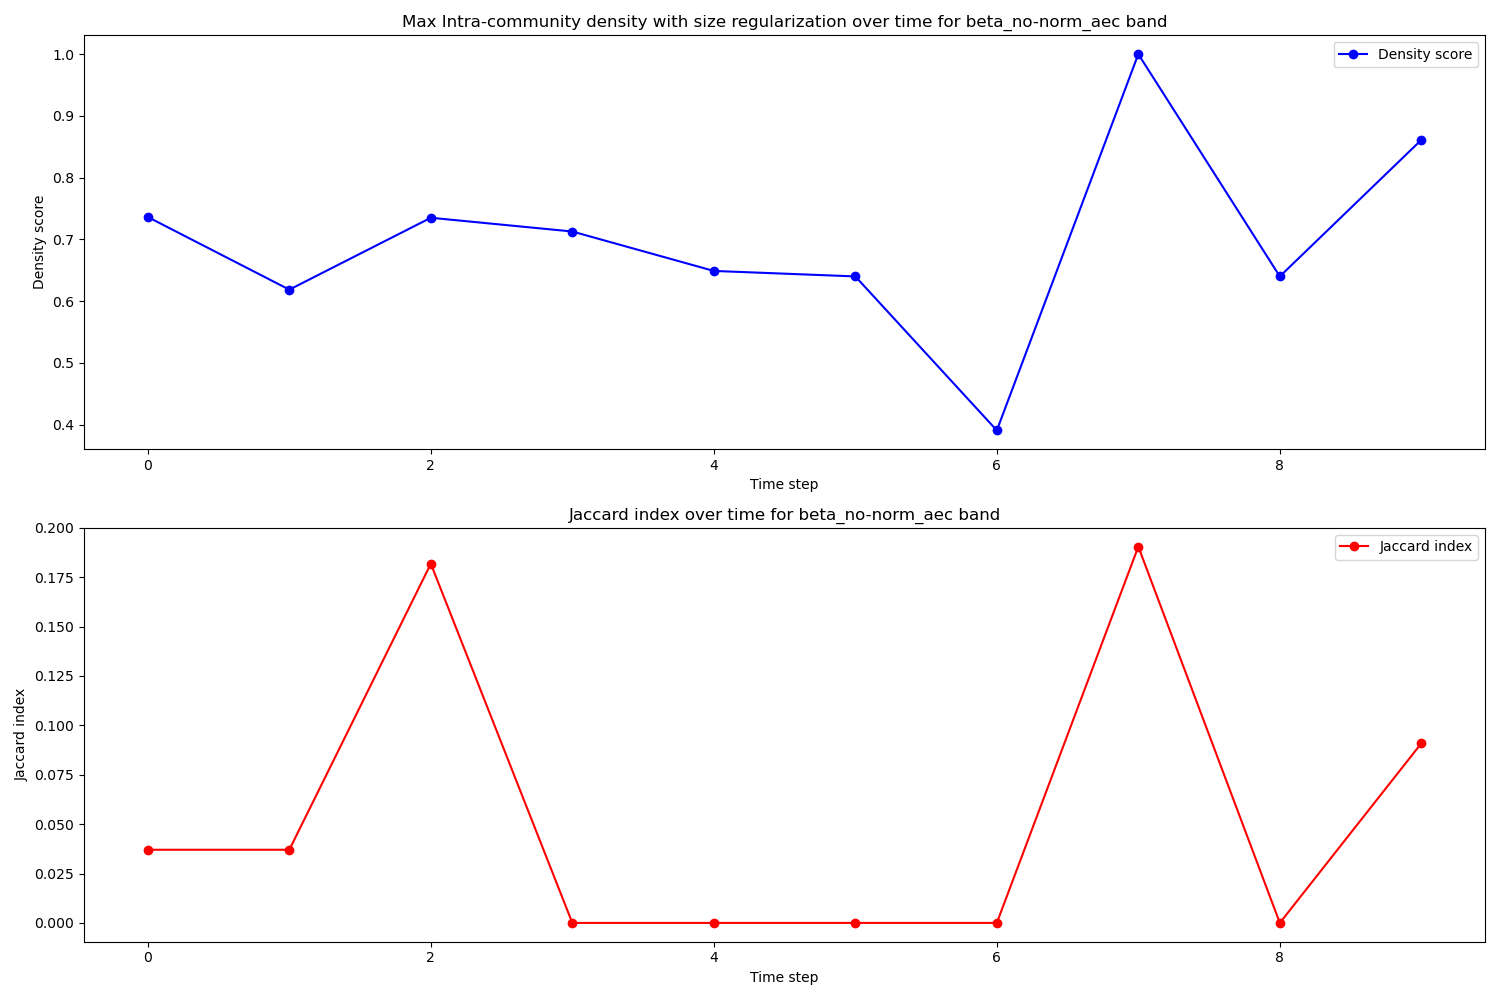 Max Intra-community density with size regularization over time for beta_no-norm_aec band
Density score
1.0
0.9
0.8
0.7
0.6
0.5
0.4
Density score
0 2 4 6 8
Time step
Jaccard index over time for beta_no-norm_aec band
Jaccard index
0.200
0.175
0.150
0.125
0.100
0.075
0.050
0.025
0.000
Jaccard index
0 2 4 6 8
Time step